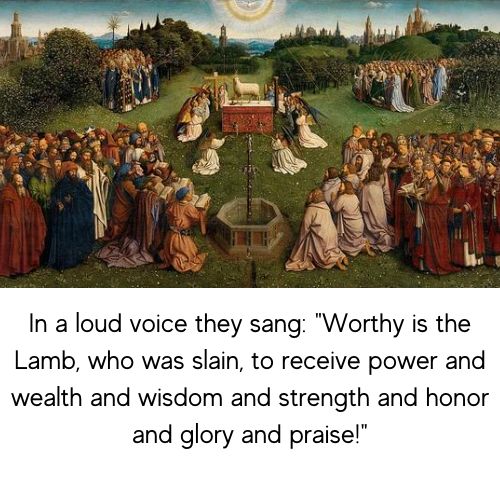 In a loud voice they sang: "Worthy is the
Lamb, who was slain, to receive power and
wealth and wisdom and strength and honor
and glory and praise!"